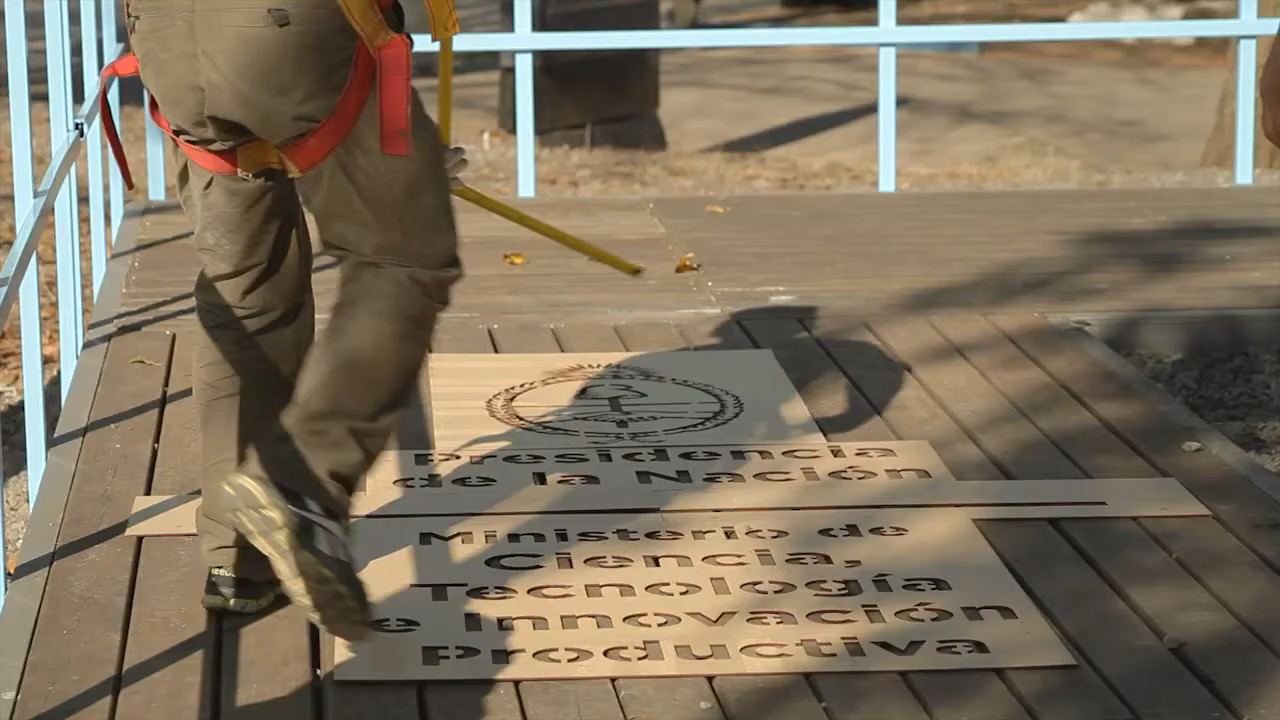 Presidencia
de la Nación
Ministerio de
Ciencia,
Tecnología
e Innovación
Productiva